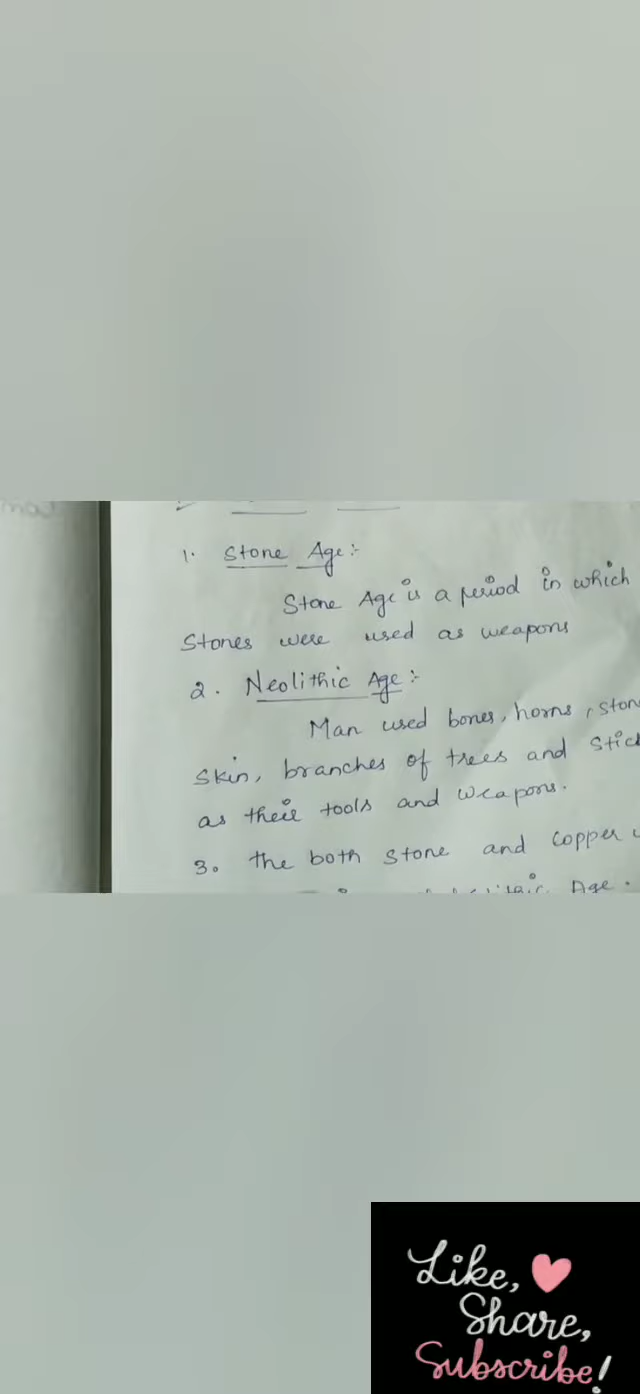 1. Stone Age :-
Stone Age is a period in which
Stones were used as weapons
2. Neolithic Age :-
Man used bones, horns, ston
Skin, branches of trees and stic
as their tools and weapons.
3. the both stone and copper
Age.
Like,
Share,
Subscribe!